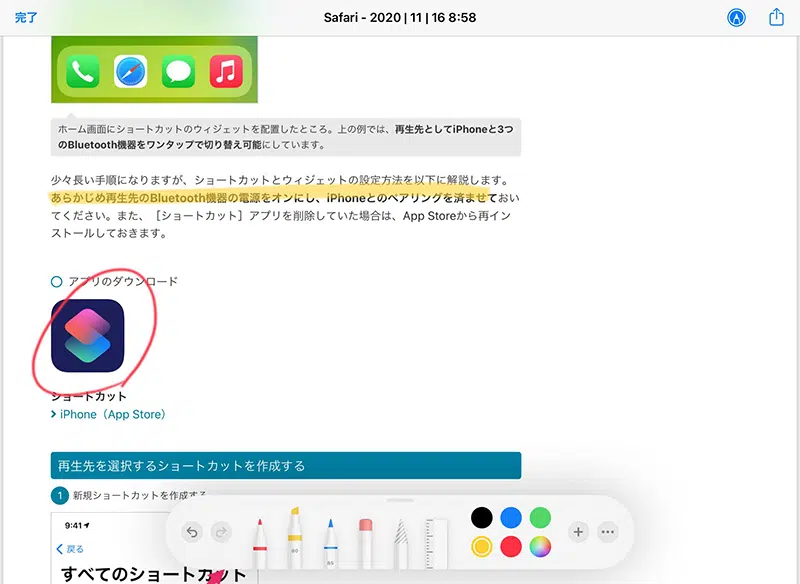 完了
Safari - 2020 | 11 | 16 8:58
ホーム画面にショートカットのウィジェットを配置したところ。上の例では、再生先としてiPhoneと3つ
のBluetooth機器をワンタップで切り替え可能にしています。
少々長い手順になりますが、ショートカットとウィジェットの設定方法を以下に解説します。
あらかじめ再生先のBluetooth機器の電源をオンにし、iPhoneとのペアリングを済ませておい
てください。また、［ショートカット］アプリを削除していた場合は、App Storeから再イン
ストールしておきます。
アプリのダウンロード
ショートカット
iPhone（App Store）
再生先を選択するショートカットを作成する
1 新規ショートカットを作成する
9:41
戻る
すべてのショートカット
80
65